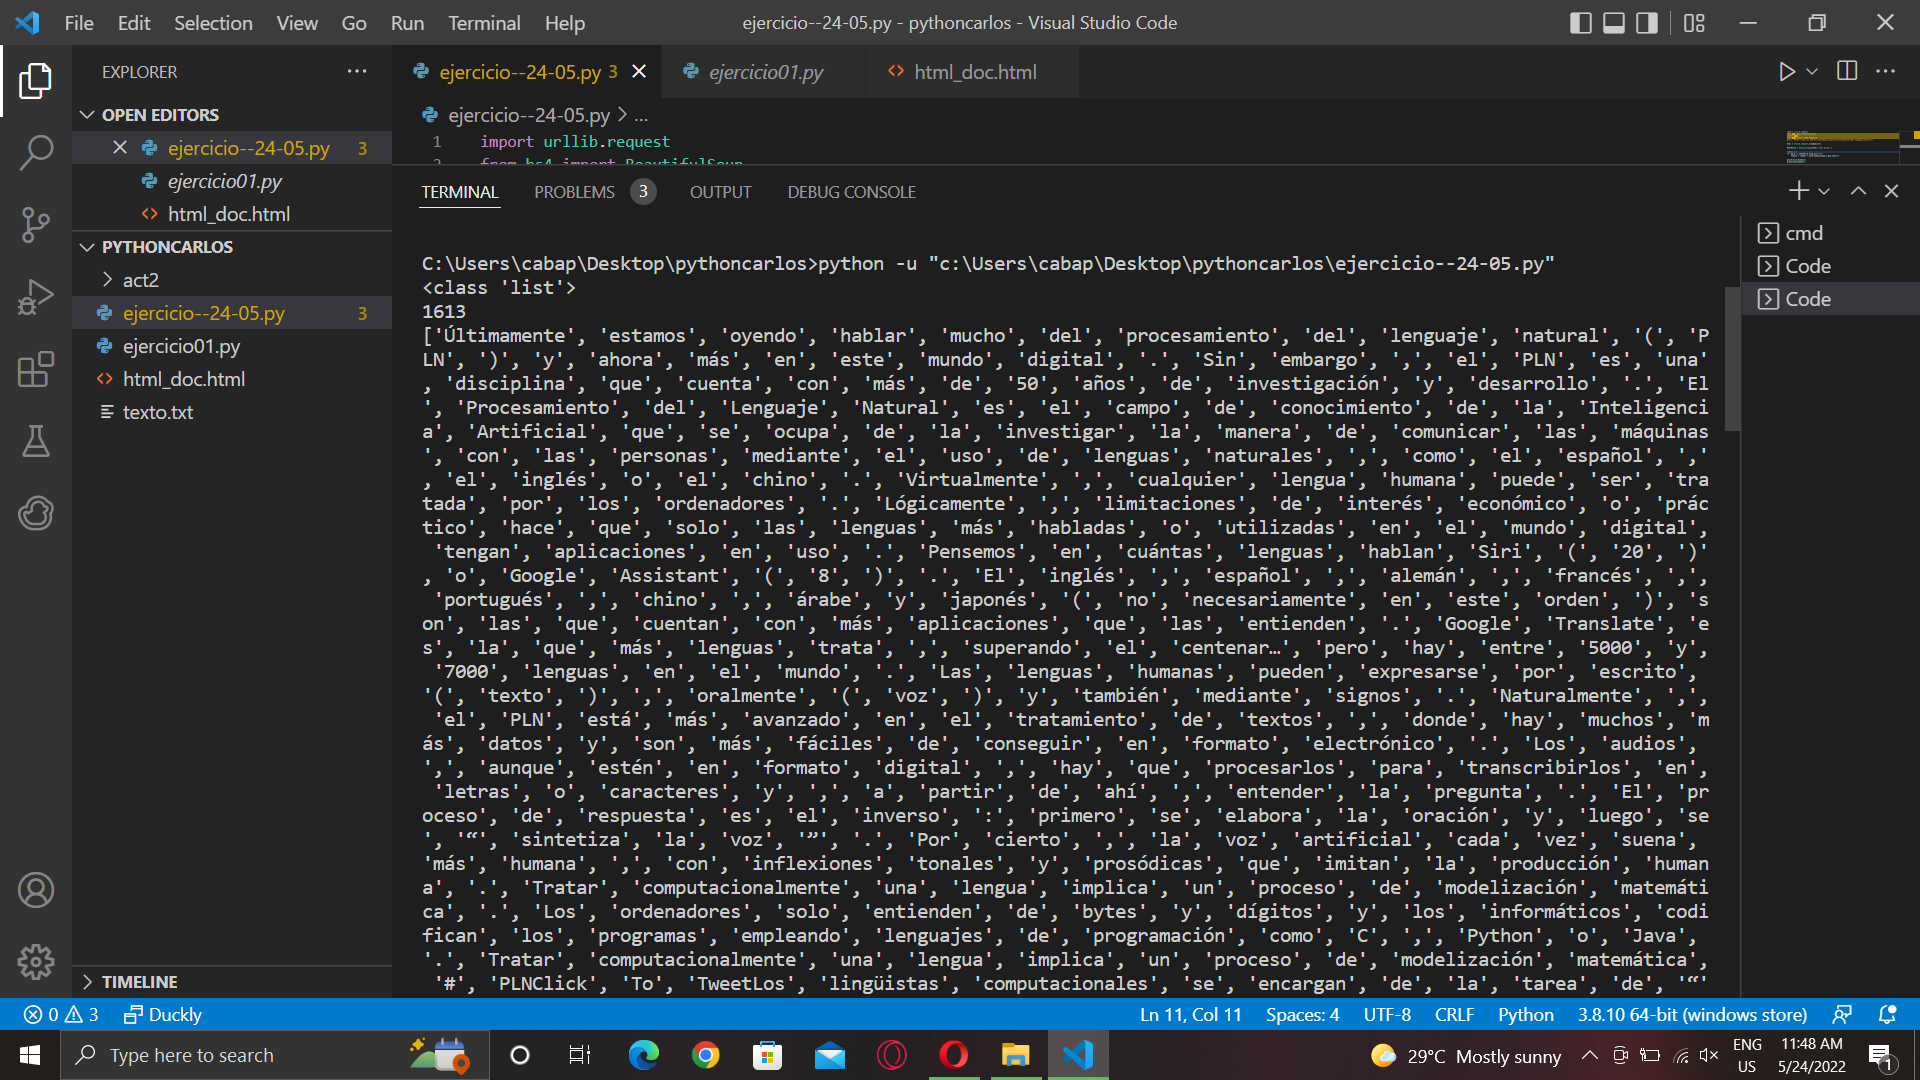 File Edit Selection View Go Run Terminal Help
ejercicio--24-05.py - pythoncarlos - Visual Studio Code
EXPLORER
OPEN EDITORS
ejercicio--24-05.py 3
ejercicio01.py
html_doc.html
PYTHONCARLOS
act2
ejercicio--24-05.py 3
ejercicio01.py
html_doc.html
texto.txt
TIMELINE
ejercicio--24-05.py 3
ejercicio01.py
html_doc.html
ejercicio--24-05.py > ...
1 import urllib.request
2 from bs4 import BeautifulSoup
TERMINAL PROBLEMS 3 OUTPUT DEBUG CONSOLE
cmd
Code
Code
C:\Users\cabap\Desktop\pythoncarlos>python -u "c:\Users\cabap\Desktop\pythoncarlos\ejercicio--24-05.py"
<class 'list'>
1613
['Últimamente', 'estamos', 'oyendo', 'hablar', 'mucho', 'del', 'procesamiento', 'del', 'lenguaje', 'natural', '(', 'P
LN', ')', 'y', 'ahora', 'más', 'en', 'este', 'mundo', 'digital', '.', 'Sin', 'embargo', ',', 'el', 'PLN', 'es', 'una'
, 'disciplina', 'que', 'cuenta', 'con', 'más', 'de', '50', 'años', 'de', 'investigación', 'y', 'desarrollo', '.', 'El
', 'Procesamiento', 'del', 'Lenguaje', 'Natural', 'es', 'el', 'campo', 'de', 'conocimiento', 'de', 'la', 'Inteligenci
a', 'Artificial', 'que', 'se', 'ocupa', 'de', 'la', 'investigar', 'la', 'manera', 'de', 'comunicar', 'las', 'máquinas
', 'con', 'las', 'personas', 'mediante', 'el', 'uso', 'de', 'lenguas', 'naturales', ',', 'como', 'el', 'español', ','
, 'el', 'inglés', 'o', 'el', 'chino', '.', 'Virtualmente', ',', 'cualquier', 'lengua', 'humana', 'puede', 'ser', 'tra
tada', 'por', 'los', 'ordenadores', '.', 'Lógicamente', ',', 'limitaciones', 'de', 'interés', 'económico', 'o', 'prác
tico', 'hace', 'que', 'solo', 'las', 'lenguas', 'más', 'habladas', 'o', 'utilizadas', 'en', 'el', 'mundo', 'digital',
'tengan', 'aplicaciones', 'en', 'uso', '.', 'Pensemos', 'en', 'cuántas', 'lenguas', 'hablan', 'Siri', '(', '20', ')'
, 'o', 'Google', 'Assistant', '(', '8', ')', '.', 'El', 'inglés', ',', 'español', ',', 'alemán', ',', 'francés', ',',
'portugués', ',', 'chino', ',', 'árabe', 'y', 'japonés', '(', 'no', 'necesariamente', 'en', 'este', 'orden', ')', 's
on', 'las', 'que', 'cuentan', 'con', 'más', 'aplicaciones', 'que', 'las', 'entienden', '.', 'Google', 'Translate', 'e
s', 'la', 'que', 'más', 'lenguas', 'trata', ',', 'superando', 'el', 'centenar…', 'pero', 'hay', 'entre', '5000', 'y',
'7000', 'lenguas', 'en', 'el', 'mundo', '.', 'Las', 'lenguas', 'humanas', 'pueden', 'expresarse', 'por', 'escrito',
'(', 'texto', ')', ',', 'oralmente', '(', 'voz', ')', 'y', 'también', 'mediante', 'signos', '.', 'Naturalmente', ',',
'el', 'PLN', 'está', 'más', 'avanzado', 'en', 'el', 'tratamiento', 'de', 'textos', ',', 'donde', 'hay', 'muchos', 'm
ás', 'datos', 'y', 'son', 'más', 'fáciles', 'de', 'conseguir', 'en', 'formato', 'electrónico', '.', 'Los', 'audios',
',', 'aunque', 'estén', 'en', 'formato', 'digital', ',', 'hay', 'que', 'procesarlos', 'para', 'transcribirlos', 'en',
'letras', 'o', 'caracteres', 'y', ',', 'a', 'partir', 'de', 'ahí', ',', 'entender', 'la', 'pregunta', '.', 'El', 'pr
oceso', 'de', 'respuesta', 'es', 'el', 'inverso', ':', 'primero', 'se', 'elabora', 'la', 'oración', 'y', 'luego', 'se
', '“', 'sintetiza', 'la', 'voz', '”', '.', 'Por', 'cierto', ',', 'la', 'voz', 'artificial', 'cada', 'vez', 'suena',
'más', 'humana', ',', 'con', 'inflexiones', 'tonales', 'y', 'prosódicas', 'que', 'imitan', 'la', 'producción', 'human
a', '.', 'Tratar', 'computacionalmente', 'una', 'lengua', 'implica', 'un', 'proceso', 'de', 'modelización', 'matemáti
ca', '.', 'Los', 'ordenadores', 'solo', 'entienden', 'de', 'bytes', 'y', 'dígitos', 'y', 'los', 'informáticos', 'codi
fican', 'los', 'programas', 'empleando', 'lenguajes', 'de', 'programación', 'como', 'C', ',', 'Python', 'o', 'Java',
'.', 'Tratar', 'computacionalmente', 'una', 'lengua', 'implica', 'un', 'proceso', 'de', 'modelización', 'matemática',
'#', 'PLNClick', 'To', 'TweetLos', 'lingüistas', 'computacionales', 'se', 'encargan', 'de', 'la', 'tarea', 'de', '“'
0 3 Duckly
Ln 11, Col 11 Spaces: 4 UTF-8 CRLF Python 3.8.10 64-bit (windows store)
Type here to search
29°C Mostly sunny
ENG
US
11:48 AM
5/24/2022
1